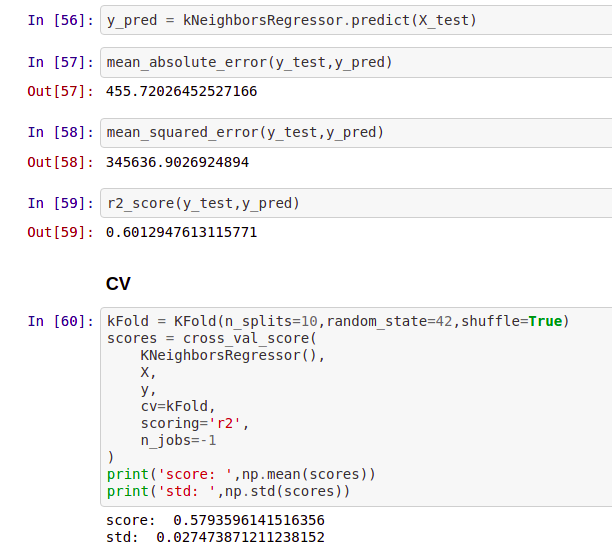 In [56]: y_pred = kNeighborsRegressor.predict(X_test)
In [57]: mean_absolute_error(y_test,y_pred)
Out[57]: 455.72026452527166
In [58]: mean_squared_error(y_test,y_pred)
Out[58]: 345636.9026924894
In [59]: r2_score(y_test,y_pred)
Out[59]: 0.6012947613115771
CV
In [60]: kFold = KFold(n_splits=10,random_state=42,shuffle=True)
scores = cross_val_score(
    KNeighborsRegressor(),
    X,
    y,
    cv=kFold,
    scoring='r2',
    n_jobs=-1
)
print('score: ',np.mean(scores))
print('std: ',np.std(scores))
score:  0.5793596141516356
std:  0.027473871211238152